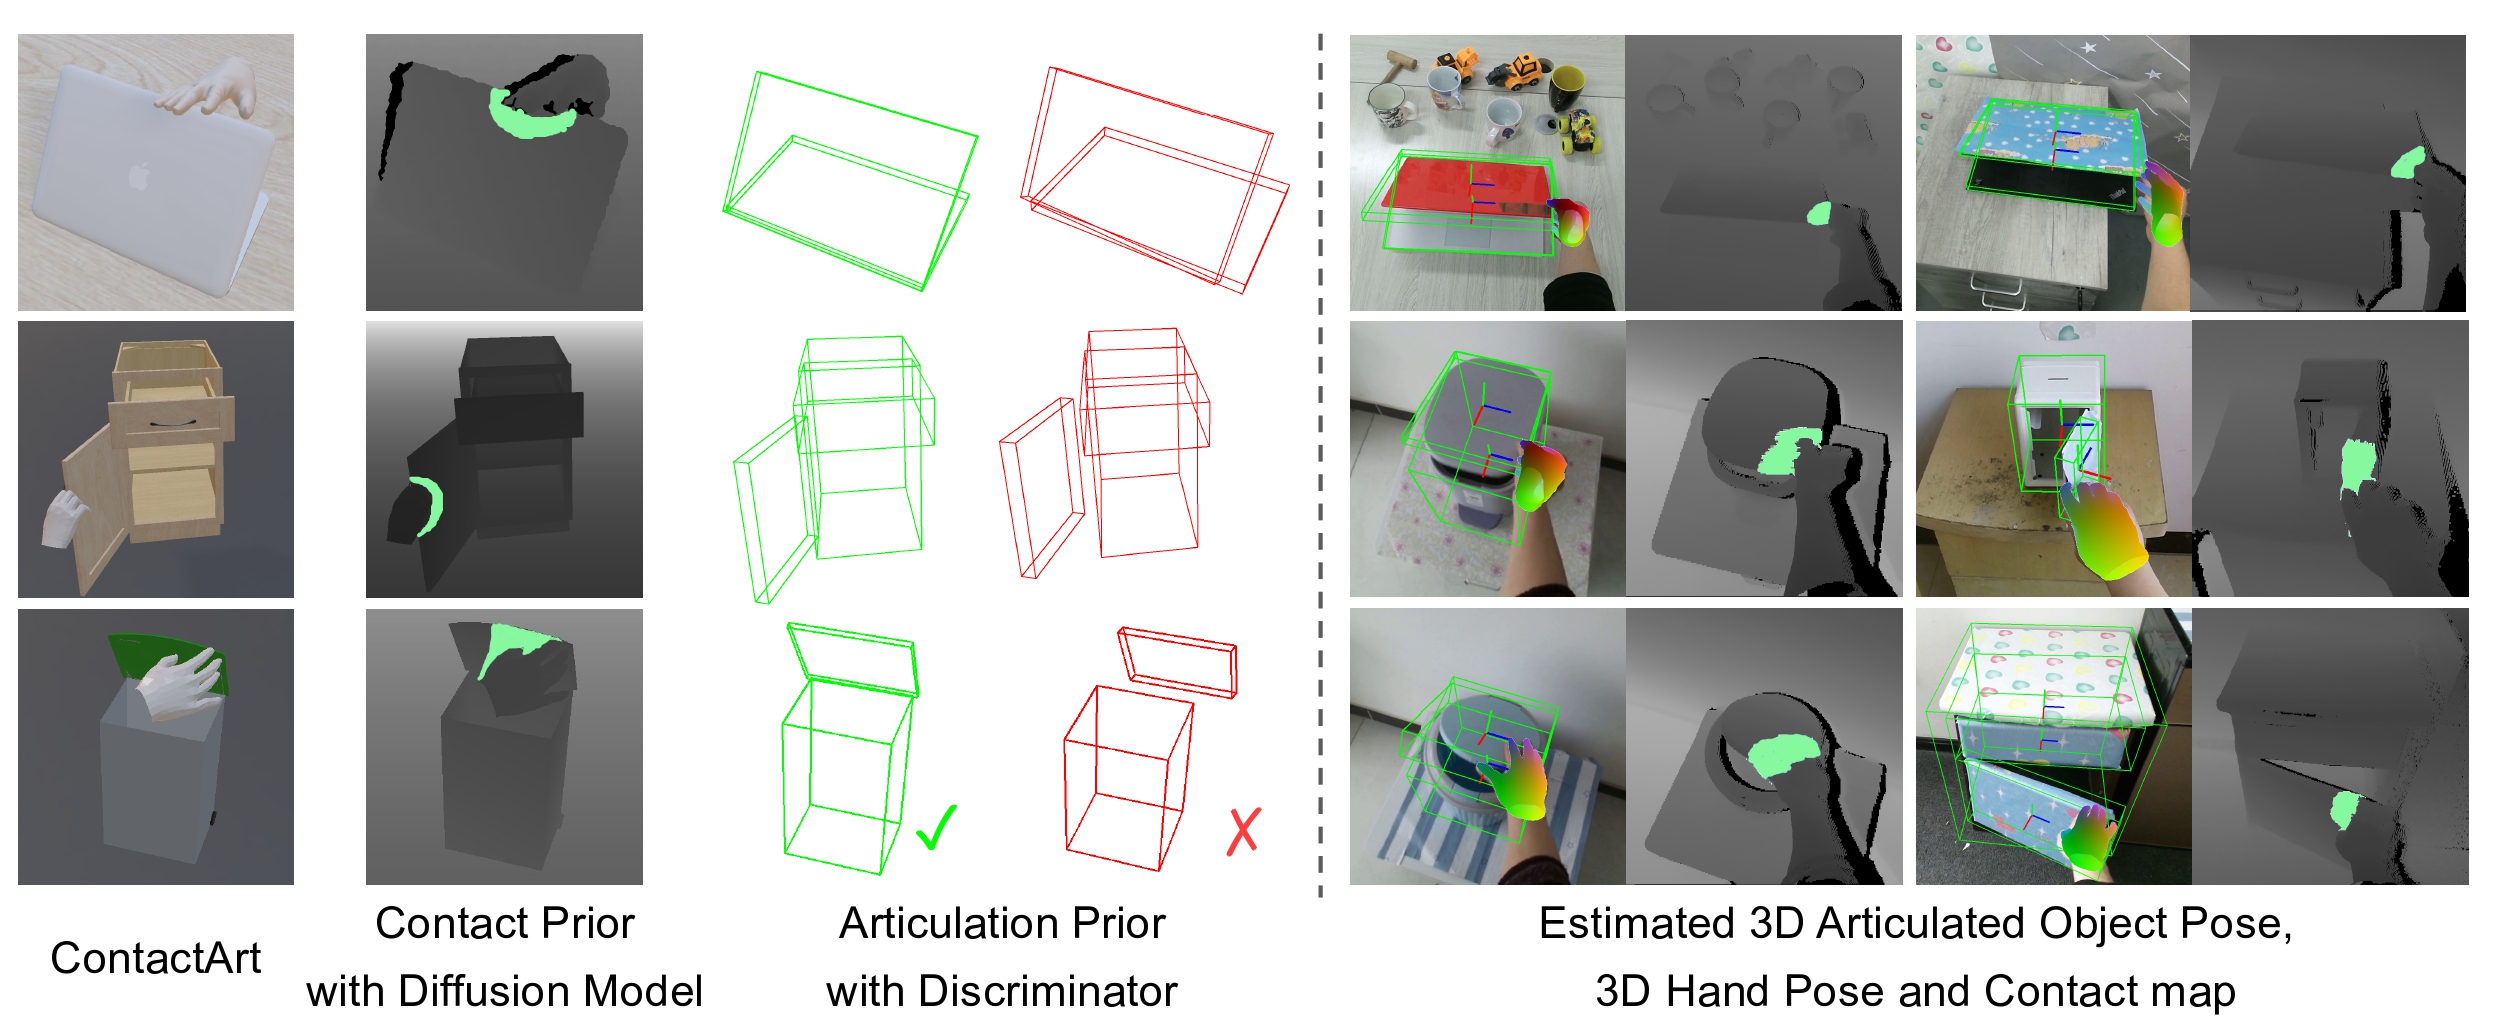 ContactArt
Contact Prior
with Diffusion Model
Articulation Prior
with Discriminator
Estimated 3D Articulated Object Pose,
3D Hand Pose and Contact map